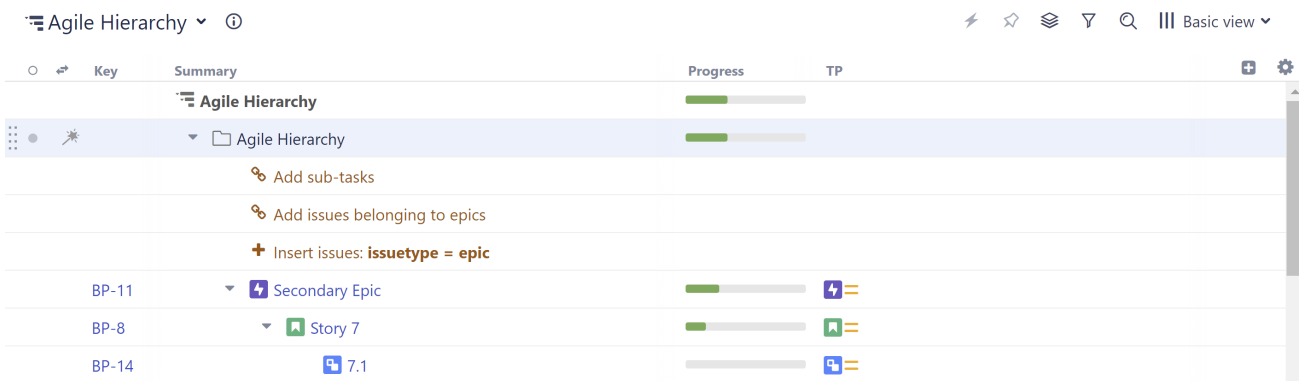 Agile Hierarchy Basic view
Key Summary Progress TP
Agile Hierarchy
Agile Hierarchy
Add sub-tasks
Add issues belonging to epics
Insert issues: issuetype = epic
BP-11 Secondary Epic
BP-8 Story 7
BP-14 7.1